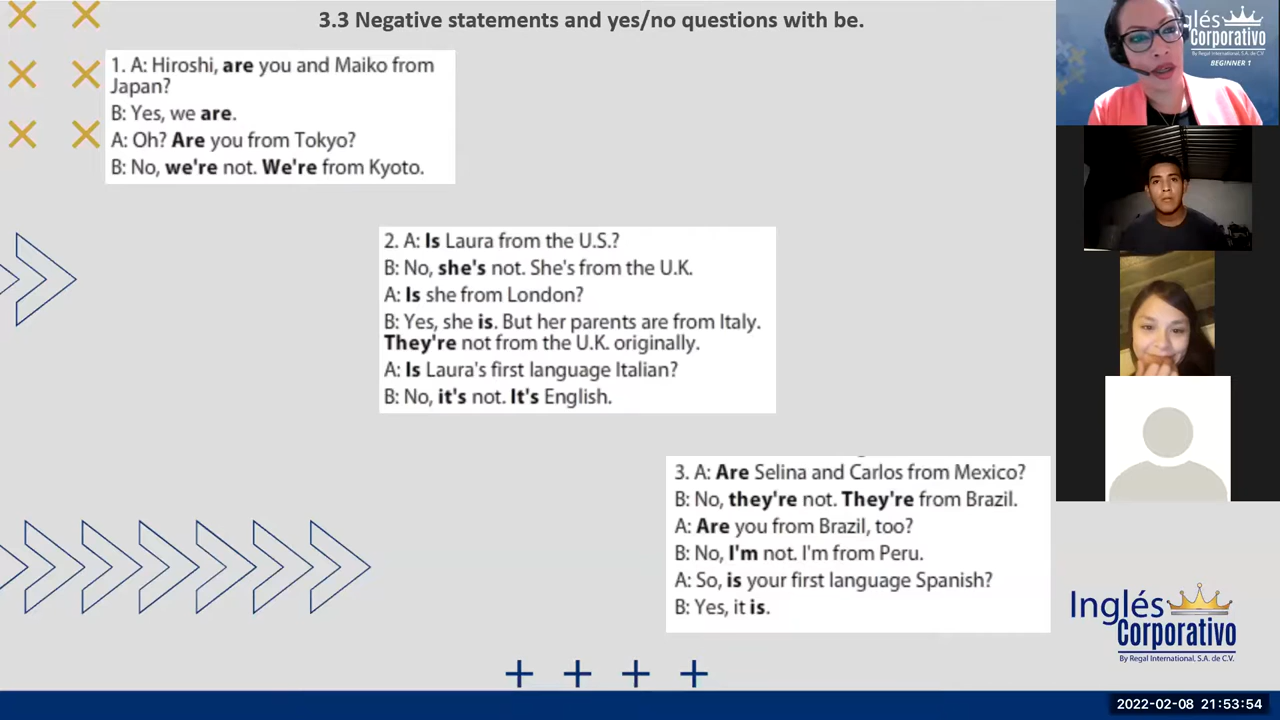 3.3 Negative statements and yes/no questions with be.
1. A: Hiroshi, are you and Maiko from
Japan?
B: Yes, we are.
A: Oh? Are you from Tokyo?
B: No, we're not. We're from Kyoto.
2. A: Is Laura from the U.S.?
B: No, she's not. She's from the U.K.
A: Is she from London?
B: Yes, she is. But her parents are from Italy.
They're not from the U.K. originally.
A: Is Laura's first language Italian?
B: No, it's not. It's English.
3. A: Are Selina and Carlos from Mexico?
B: No, they're not. They're from Brazil.
A: Are you from Brazil, too?
B: No, I'm not. I'm from Peru.
A: So, is your first language Spanish?
B: Yes, it is.
glés
Corporativo
By Regal International, S.A. de C.V.
BEGINNER 1
Inglés
Corporativo
By Regal International, S.A. de C.V.
2022-02-08 21:53:54